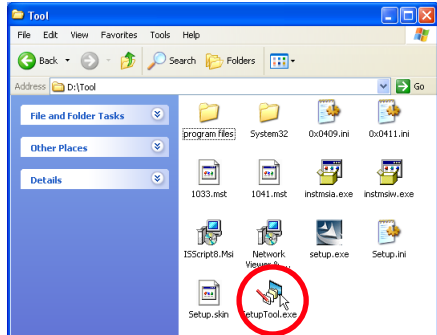 Tool
File Edit View Favorites Tools Help
Back Search Folders
Address D:\Tool Go
File and Folder Tasks
Other Places
Details
program files System32 0x0409.ini 0x0411.ini
1033.mst 1041.mst instmsia.exe instmsiw.exe
ISScript8.Msi Network Viewer &... setup.exe Setup.ini
Setup.skin SetupTool.exe